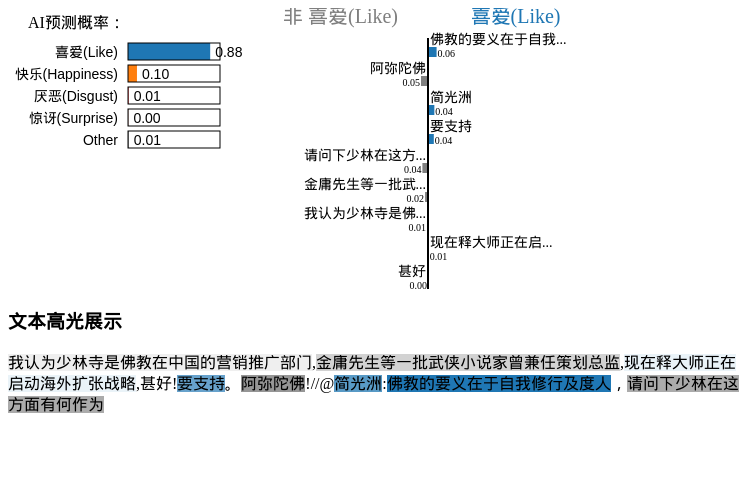 AI预测概率：
喜爱(Like) 0.88
快乐(Happiness) 0.10
厌恶(Disgust) 0.01
惊讶(Surprise) 0.00
Other 0.01
非 喜爱(Like) 喜爱(Like)
佛教的要义在于自我...
0.06
阿弥陀佛
0.05
简光洲
0.04
要支持
0.04
请问下少林在这方...
0.04
金庸先生等一批武...
0.02
我认为少林寺是佛...
0.01
现在释大师正在启...
0.01
甚好
0.00
文本高光展示
我认为少林寺是佛教在中国的营销推广部门,金庸先生等一批武侠小说家曾兼任策划总监,现在释大师正在
启动海外扩张战略,甚好!要支持。阿弥陀佛!//@简光洲:佛教的要义在于自我修行及度人，请问下少林在这
方面有何作为